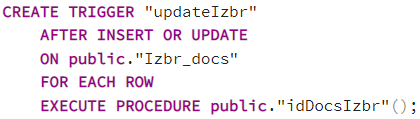 CREATE TRIGGER "updateIzbr"
AFTER INSERT OR UPDATE
ON public."Izbr_docs"
FOR EACH ROW
EXECUTE PROCEDURE public."idDocsIzbr"();